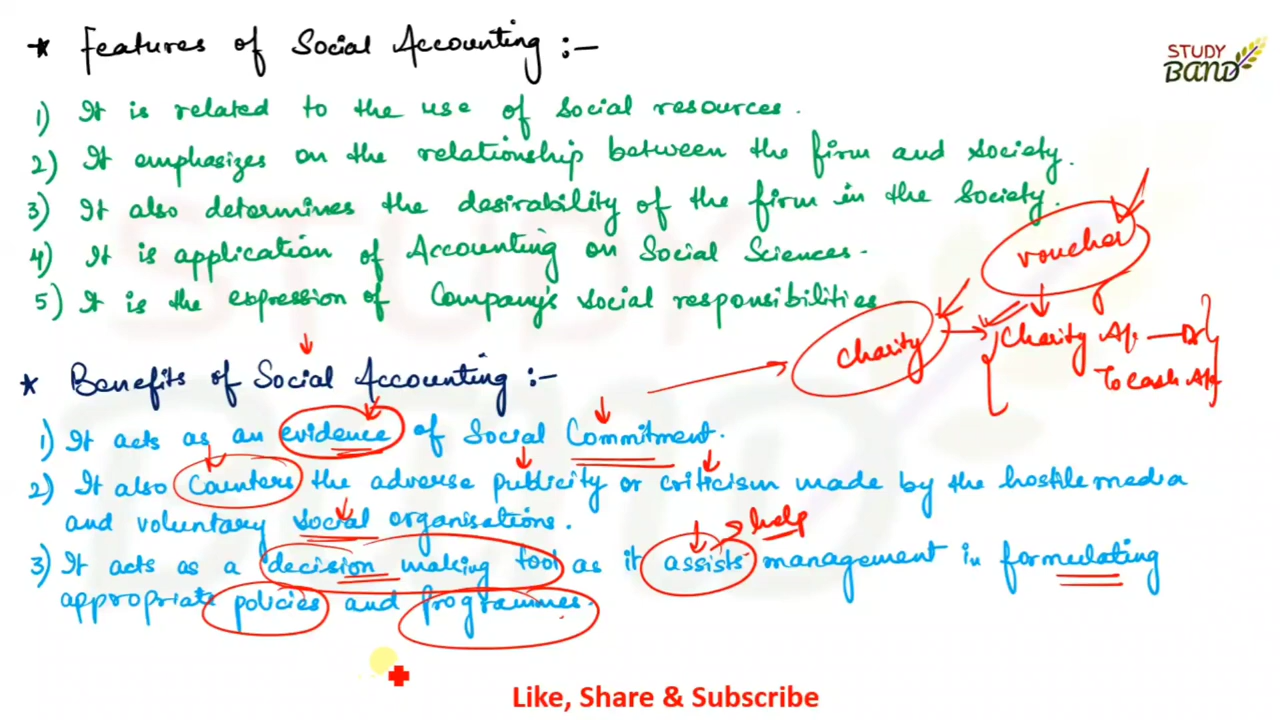 * Features of Social Accounting :-
STUDY
BAND
1) It is related to the use of Social resources.
2) It emphasizes on the relationship between the firm and society.
3) It also determines the desirability of the firm in the Society.
4) It is application of Accounting on Social Sciences.
5) It is the expression of Company's social responsibilities
voucher
charity
Charity A/c — Dr
To cash A/c
* Benefits of Social Accounting :-
1) It acts as an evidence of Social Commitment.
2) It also Counters the adverse publicity or criticism made by the hostile media
and voluntary social organisations.
help
3) It acts as a decision making tool as it assists management in formulating
appropriate policies and programmes.
Like, Share & Subscribe